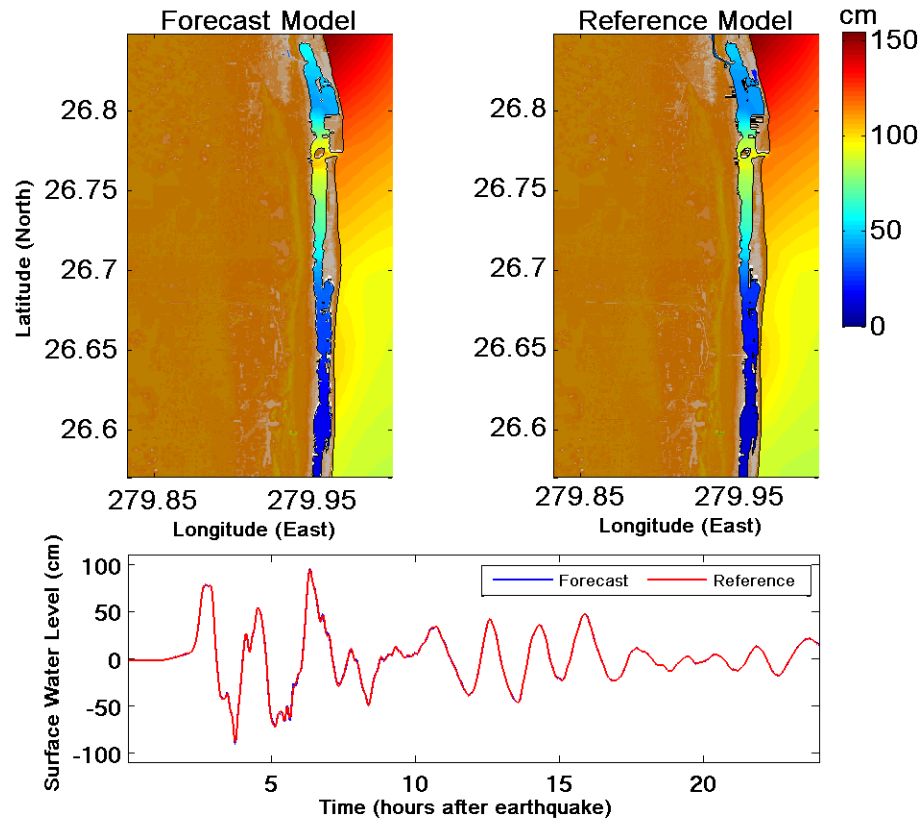 Forecast Model
Reference Model
cm
Latitude (North)
26.8
26.75
26.7
26.65
26.6
279.85
279.95
Longitude (East)
26.8
26.75
26.7
26.65
26.6
279.85
279.95
Longitude (East)
150
100
50
0
Surface Water Level (cm)
100
50
0
-50
-100
Forecast
Reference
5
10
15
20
Time (hours after earthquake)